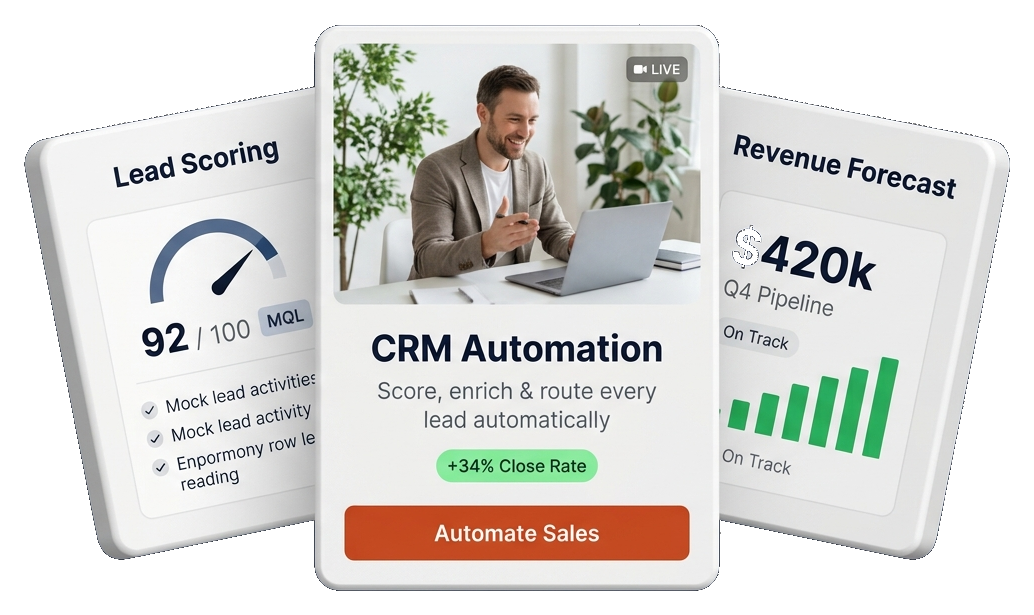 Lead Scoring
92 / 100 MQL
Mock lead activities
Mock lead activity
Enpormony row le
reading
LIVE
CRM Automation
Score, enrich & route every
lead automatically
+34% Close Rate
Automate Sales
Revenue Forecast
$420k
Q4 Pipeline
On Track
On Track